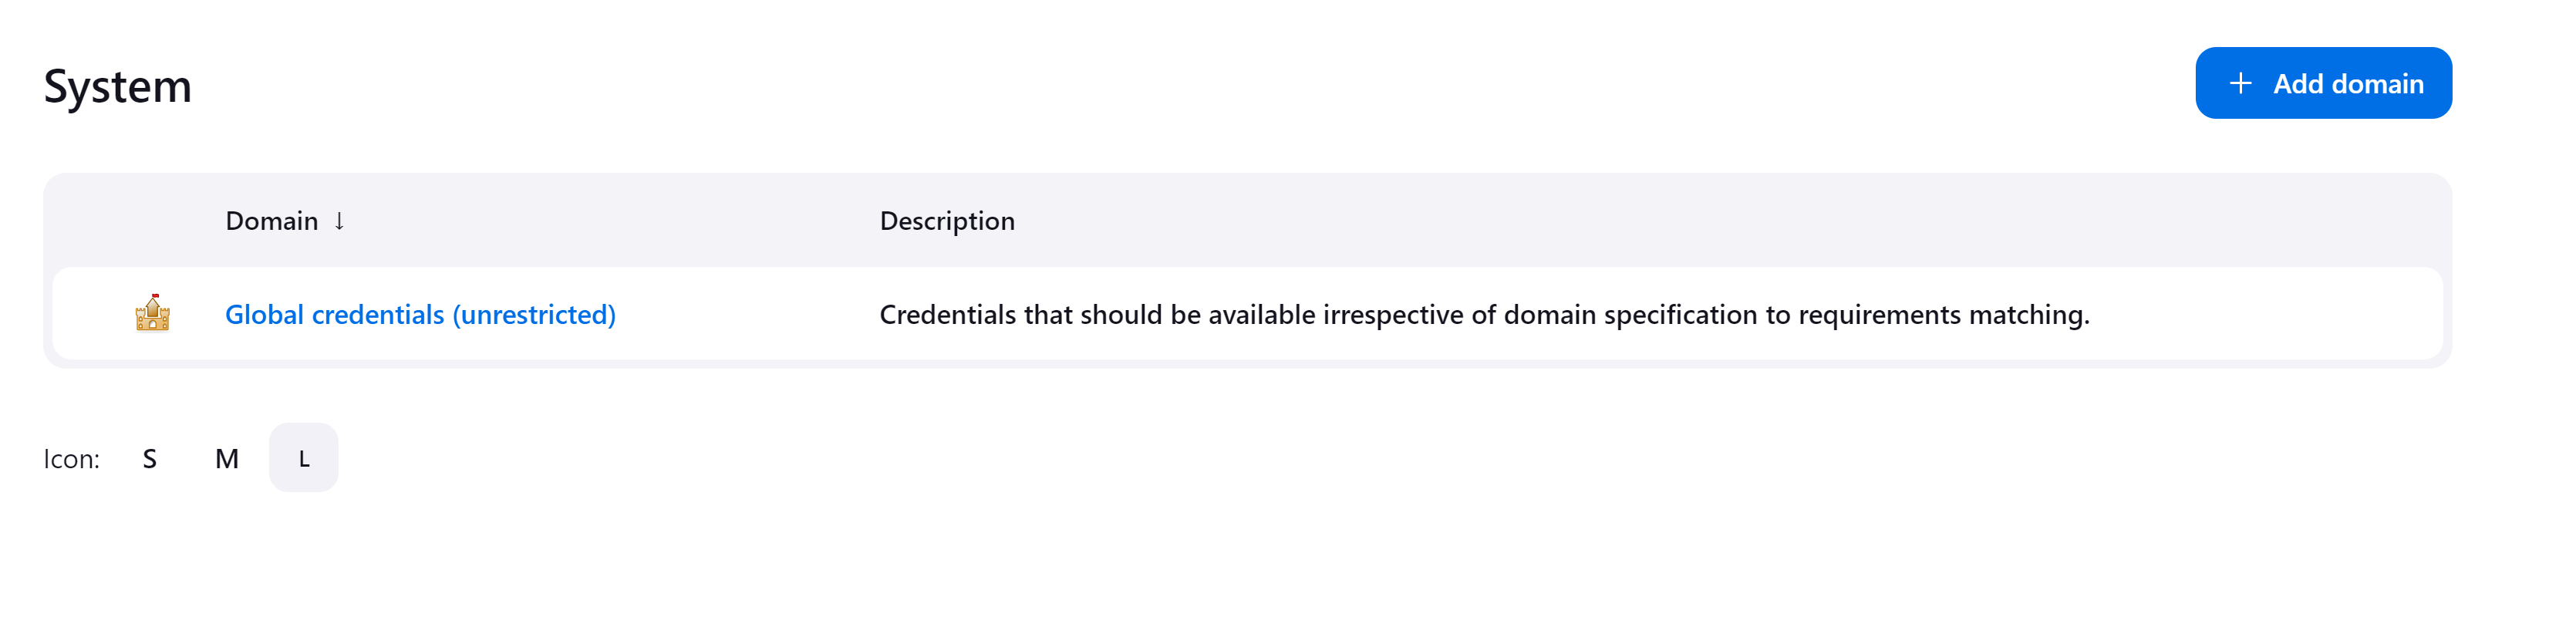 System
+ Add domain
Domain ↓ Description
Global credentials (unrestricted) Credentials that should be available irrespective of domain specification to requirements matching.
Icon: S M L